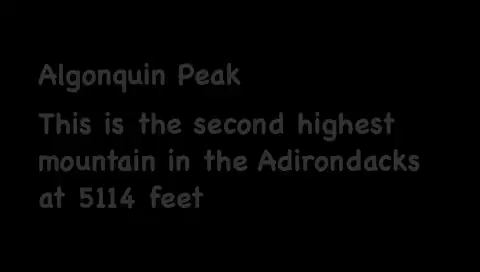 Algonquin Peak
This is the second highest
mountain in the Adirondacks
at 5114 feet